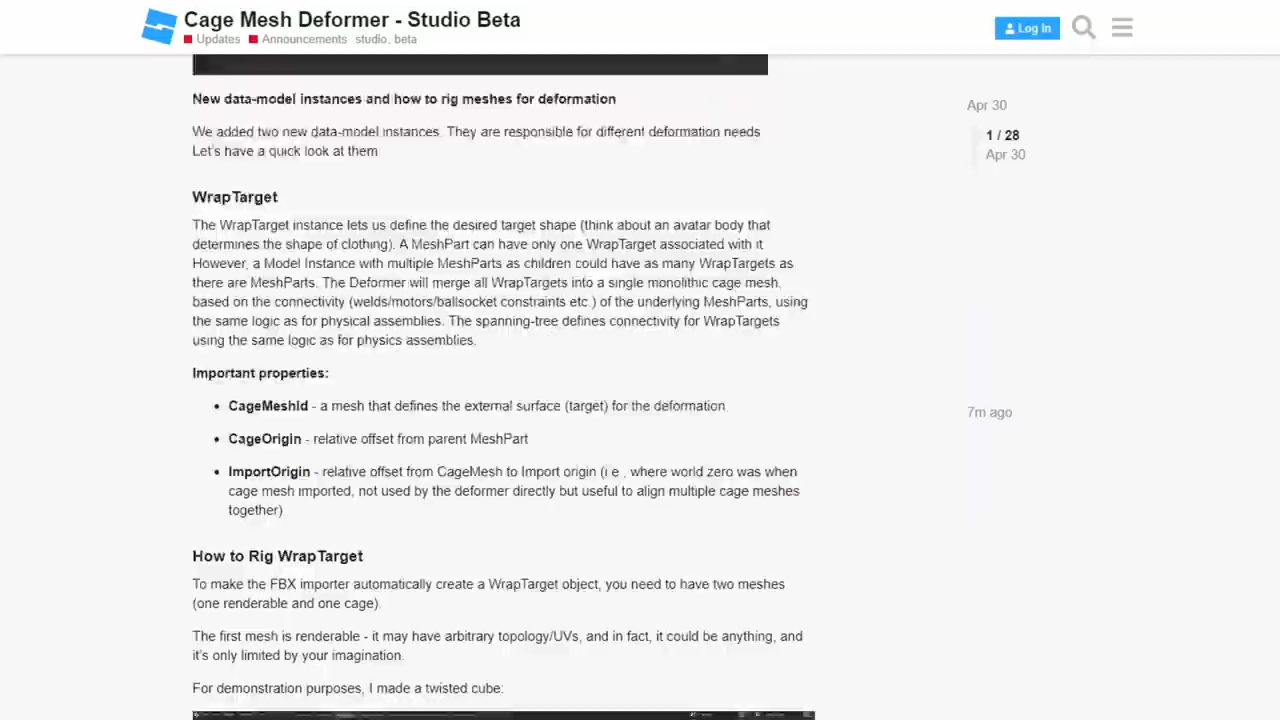 Cage Mesh Deformer - Studio Beta
Updates Announcements studio, beta
Log In
New data-model instances and how to rig meshes for deformation
We added two new data-model instances. They are responsible for different deformation needs
Let's have a quick look at them
WrapTarget
The WrapTarget instance lets us define the desired target shape (think about an avatar body that
determines the shape of clothing). A MeshPart can have only one WrapTarget associated with it
However, a Model Instance with multiple MeshParts as children could have as many WrapTargets as
there are MeshParts. The Deformer will merge all WrapTargets into a single monolithic cage mesh,
based on the connectivity (welds/motors/ballsocket constraints etc.) of the underlying MeshParts, using
the same logic as for physical assemblies. The spanning-tree defines connectivity for WrapTargets
using the same logic as for physics assemblies.
Important properties:
• CageMeshId - a mesh that defines the external surface (target) for the deformation
• CageOrigin - relative offset from parent MeshPart
• ImportOrigin - relative offset from CageMesh to Import origin (i.e., where world zero was when
cage mesh imported, not used by the deformer directly but useful to align multiple cage meshes
together)
How to Rig WrapTarget
To make the FBX importer automatically create a WrapTarget object, you need to have two meshes
(one renderable and one cage).
The first mesh is renderable - it may have arbitrary topology/UVs, and in fact, it could be anything, and
it's only limited by your imagination.
For demonstration purposes, I made a twisted cube:
Apr 30
1 / 28
Apr 30
7m ago